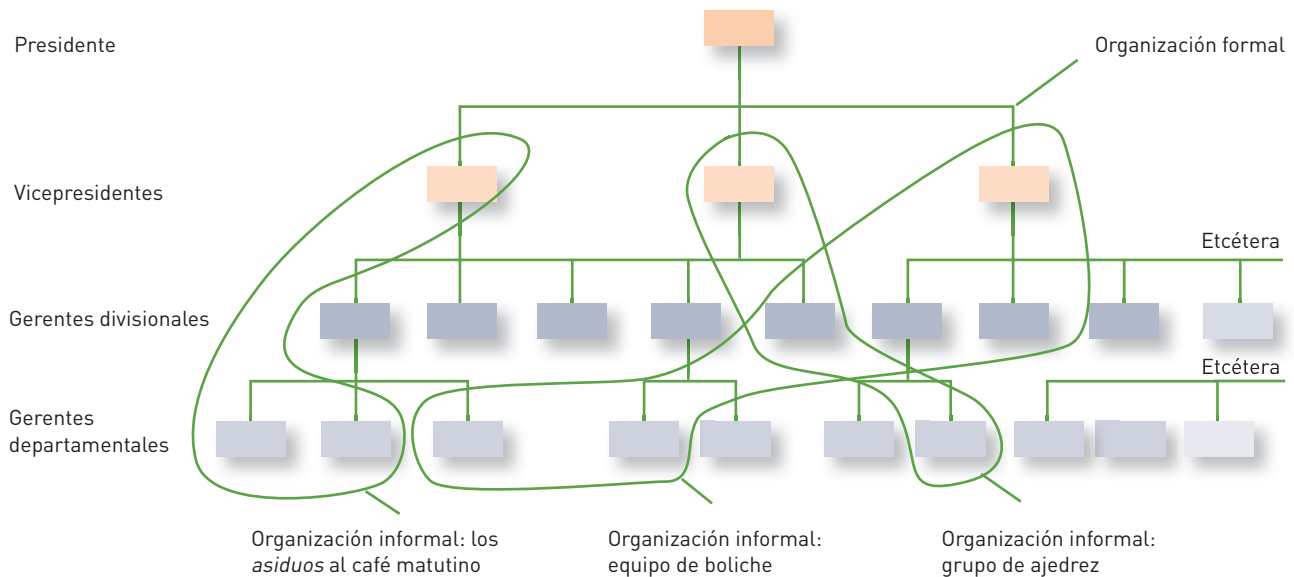 Presidente
Organización formal
Vicepresidentes
Etcétera
Gerentes divisionales
Etcétera
Gerentes
departamentales
Organización informal: los
asiduos al café matutino
Organización informal:
equipo de boliche
Organización informal:
grupo de ajedrez